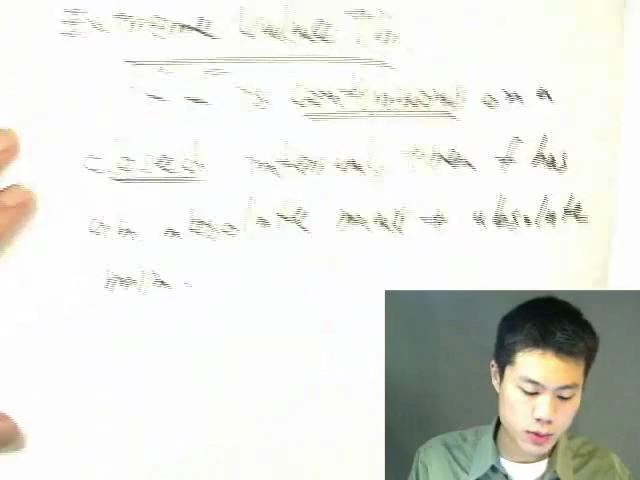 Extreme Value Thm
is continuous on a
closed interval, then f has
an absolute max + absolute
min.